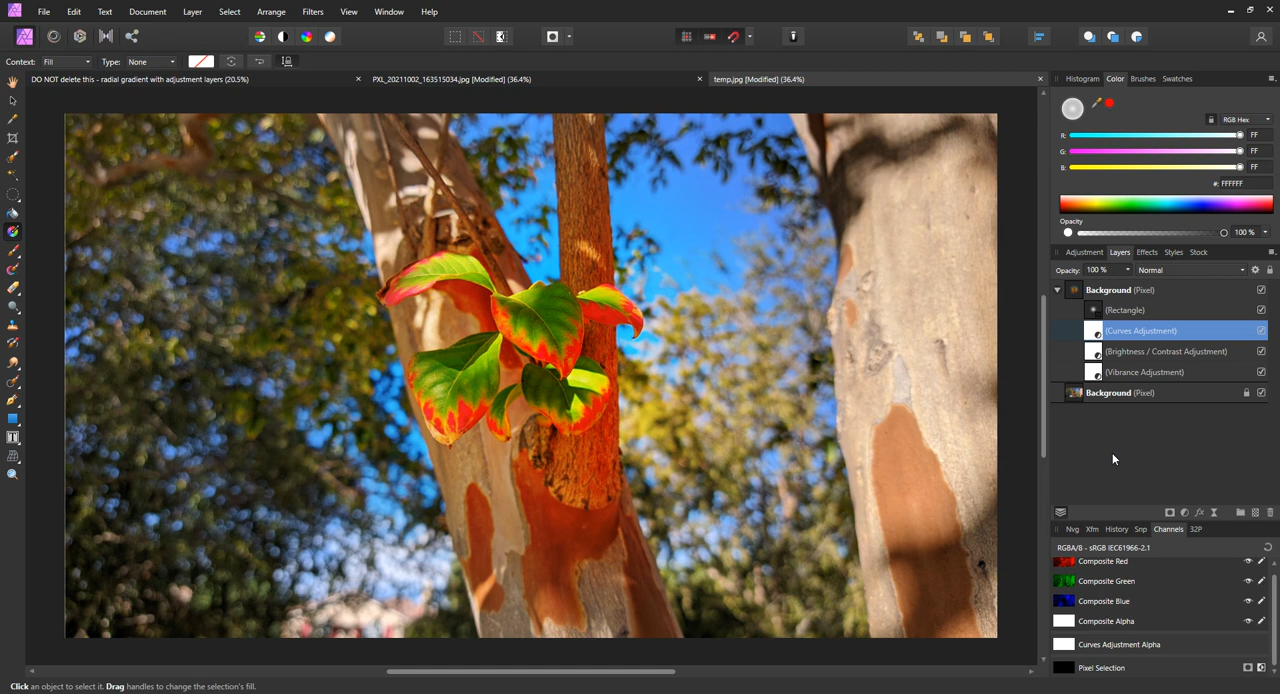 File Edit Text Document Layer Select Arrange Filters View Window Help
Context: Fill Type: None
DO NOT delete this - radial gradient with adjustment layers (20.5%) PXL_20211002_163515034.jpg [Modified] (36.4%) temp.jpg [Modified] (36.4%)
Histogram Color Brushes Swatches
RGB Hex
R: FF
G: FF
B: FF
#: FFFFFF
Opacity
100 %
Adjustment Layers Effects Styles Stock
Opacity: 100 % Normal
Background (Pixel)
(Rectangle)
(Curves Adjustment)
(Brightness / Contrast Adjustment)
(Vibrance Adjustment)
Background (Pixel)
Nvg Xfm History Snp Channels 32P
RGBA/8 - sRGB IEC61966-2.1
Composite Red
Composite Green
Composite Blue
Composite Alpha
Curves Adjustment Alpha
Pixel Selection
Click an object to select it. Drag handles to change the selection's fill.